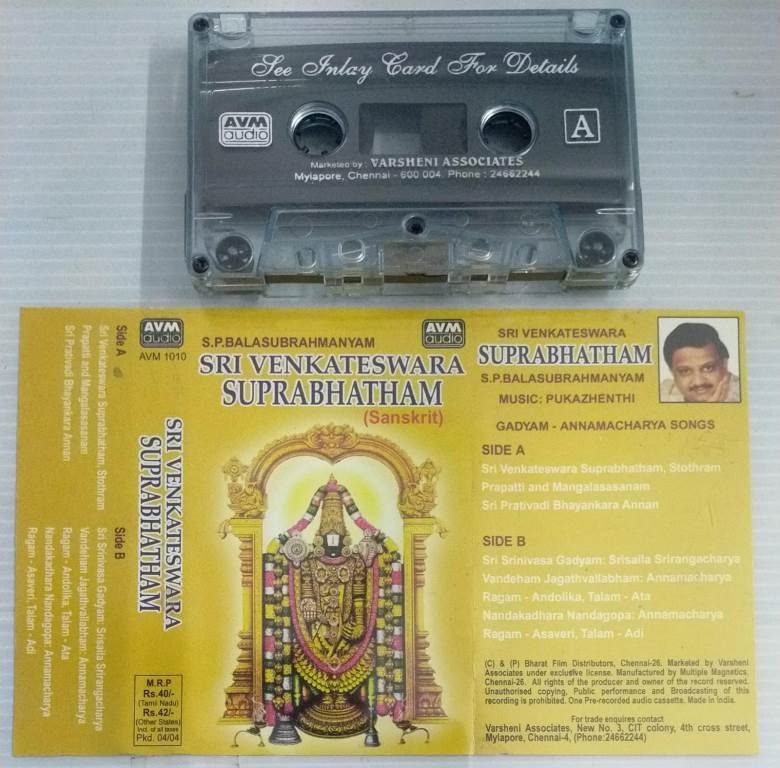 See Inlay Card For Details
AVM
audio
A
Marketed by : VARSHENI ASSOCIATES
Mylapore, Chennai - 600 004. Phone : 24662244
Side A
Sri Venkateswara Suprabhatham, Stothram
Prapatti and Mangalasasanam
Sri Prativadi Bhayankara Annan
Side B
Sri Srinivasa Gadyam: Srisaila Srirangacharya
Vandeham Jagathvallabham: Annamacharya
Ragam - Andolika, Talam - Ata
Nandakadhara Nandagopa: Annamacharya
Ragam - Asaveri, Talam - Adi
AVM
audio
AVM 1010
SRI VENKATESWARA
SUPRABHATHAM
M.R.P
Rs.40/-
(Tamil Nadu)
Rs.42/-
(Other States)
Incl. of all taxes
Pkd. 04/04
AVM
audio
S.P.BALASUBRAHMANYAM
SRI VENKATESWARA
SUPRABHATHAM
(Sanskrit)
SRI VENKATESWARA
SUPRABHATHAM
S.P.BALASUBRAHMANYAM
MUSIC: PUKAZHENTHI
GADYAM - ANNAMACHARYA SONGS
SIDE A
Sri Venkateswara Suprabhatham, Stothram
Prapatti and Mangalasasanam
Sri Prativadi Bhayankara Annan
SIDE B
Sri Srinivasa Gadyam: Srisaila Srirangacharya
Vandeham Jagathvallabham: Annamacharya
Ragam - Andolika, Talam - Ata
Nandakadhara Nandagopa: Annamacharya
Ragam - Asaveri, Talam - Adi
(C) & (P) Bharat Film Distributors, Chennai-26. Marketed by Varsheni
Associates under exclusive license. Manufactured by Multiple Magnetics,
Chennai-26. All rights of the producer and owner of the record reserved.
Unauthorised copying, Public performance and Broadcasting of this
recording is prohibited. One Pre-recorded audio cassette. Made in India.
For trade enquires contact
Varsheni Associates, New No. 3, CIT colony, 4th cross street,
Mylapore, Chennai-4, (Phone:24662244)